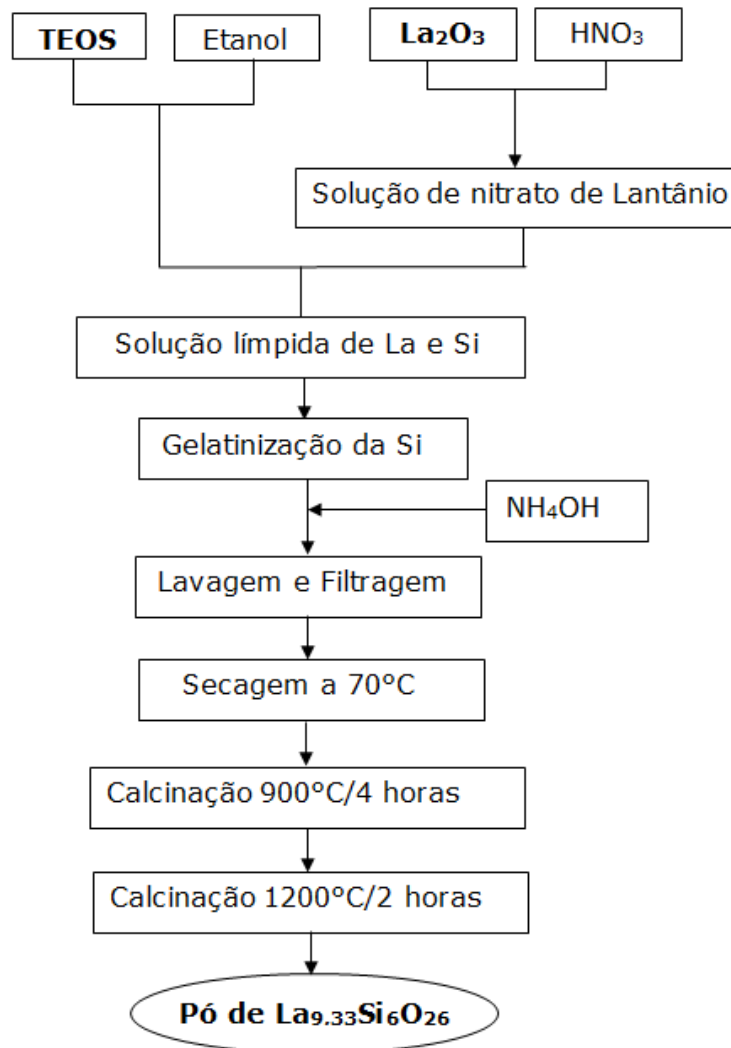 TEOS
Etanol
La₂O₃
HNO₃
Solução de nitrato de Lantânio
Solução límpida de La e Si
Gelatinização da Si
NH₄OH
Lavagem e Filtragem
Secagem a 70°C
Calcinação 900°C/4 horas
Calcinação 1200°C/2 horas
Pó de La₉.₃₃Si₆O₂₆